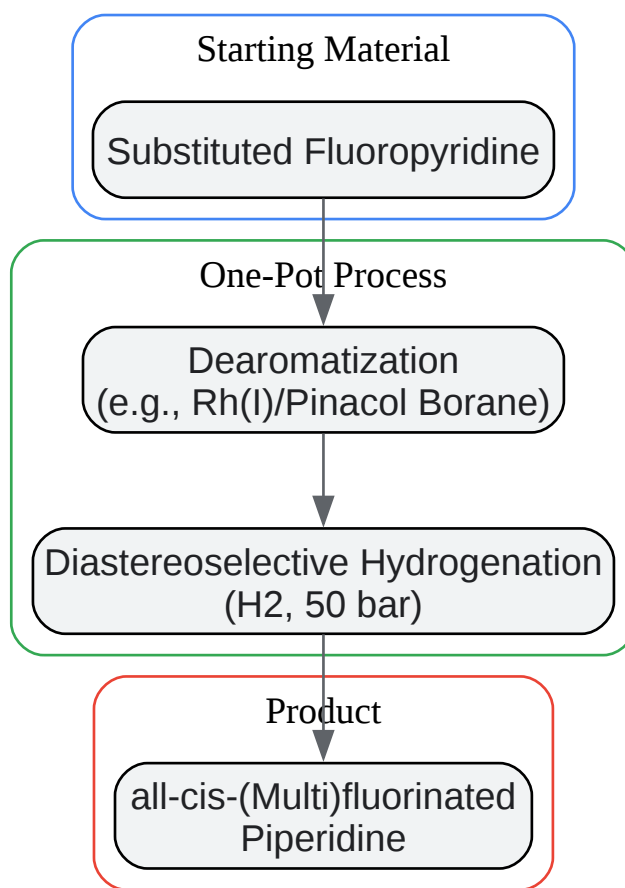 Starting Material
Substituted Fluoropyridine
One-Pot Process
Dearomatization
(e.g., Rh(I)/Pinacol Borane)
Diastereoselective Hydrogenation
(H2, 50 bar)
Product
all-cis-(Multi)fluorinated
Piperidine